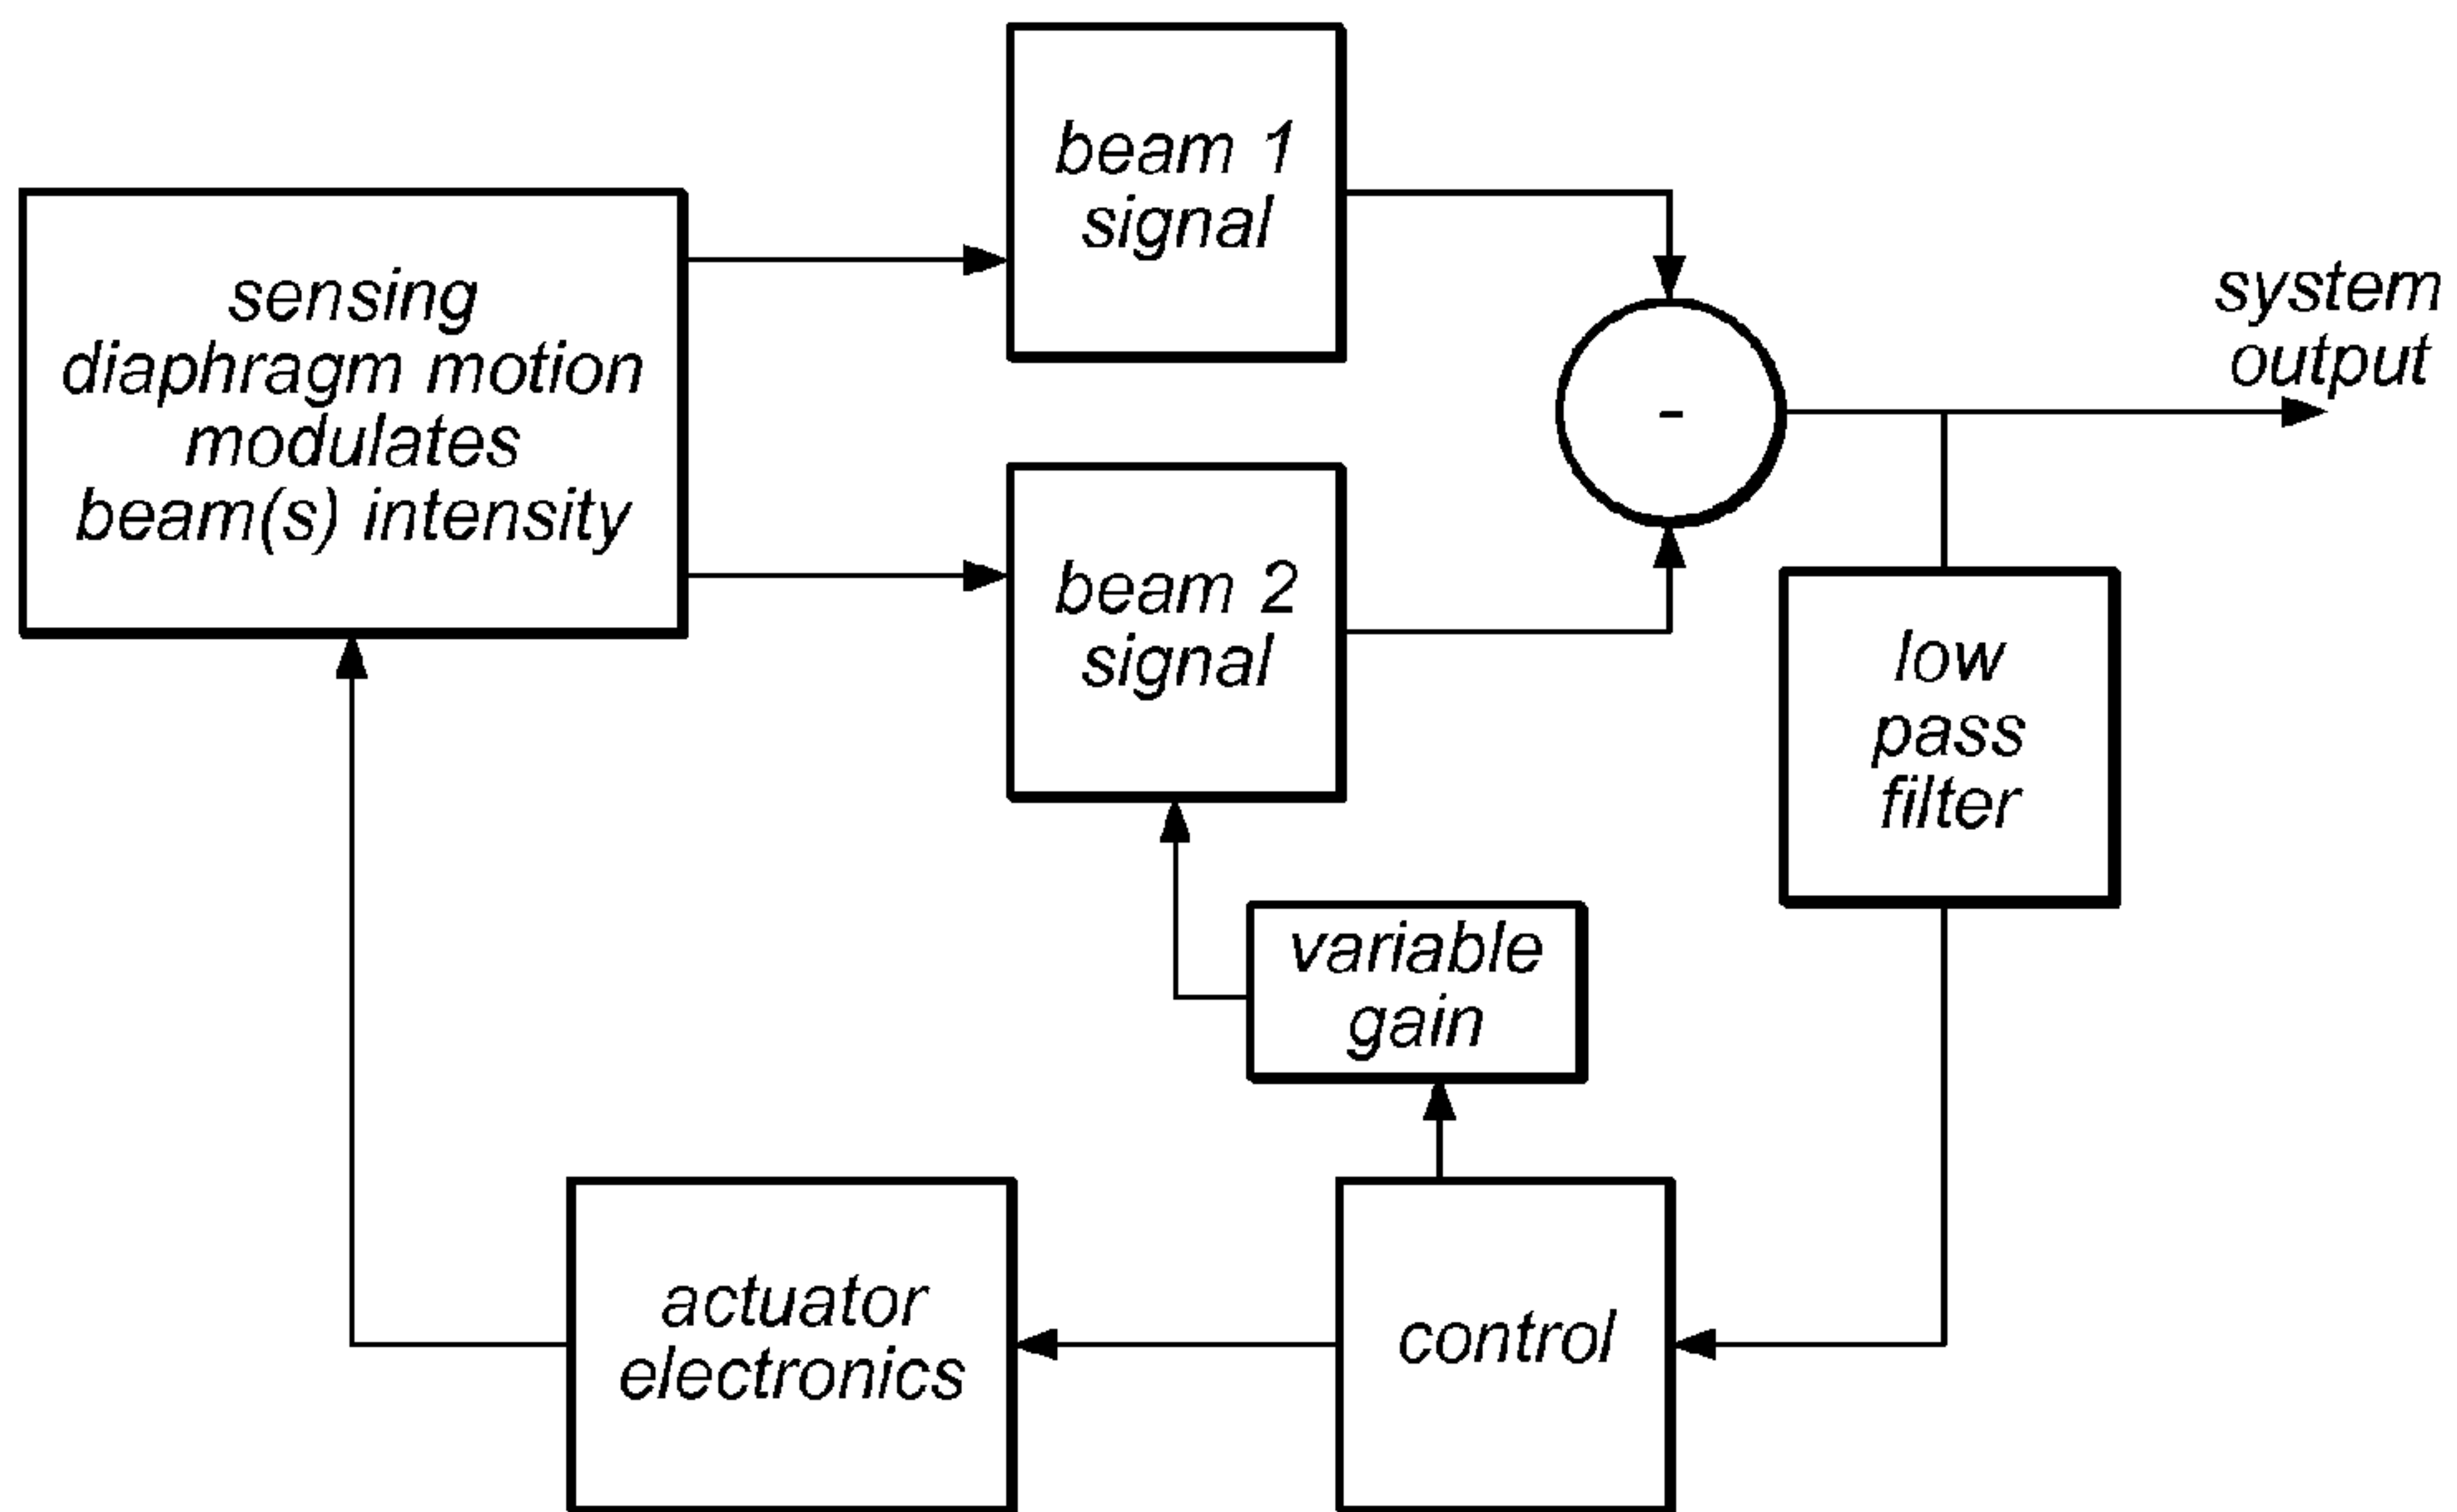 beam 1
signal
sensing
diaphragm motion
modulates
beam(s) intensity
system
output
-
beam 2
signal
low
pass
filter
variable
gain
actuator
electronics
control